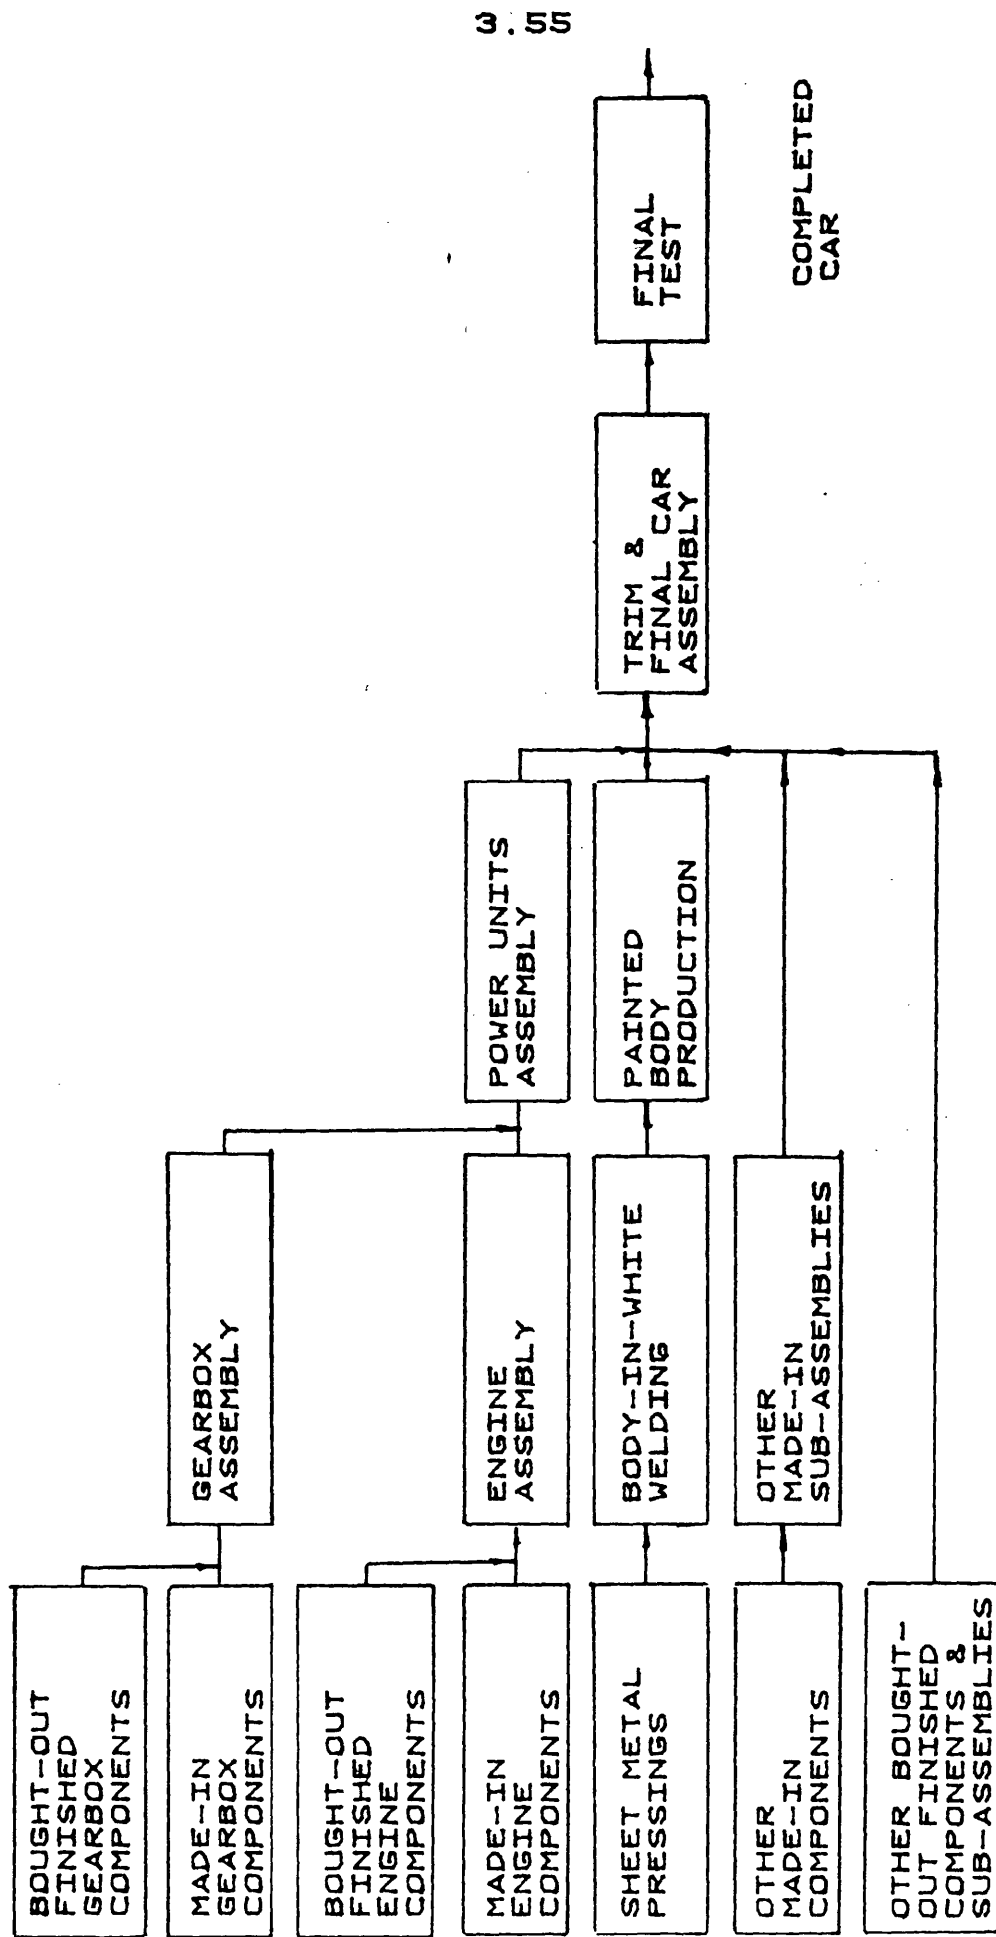 3.55
BOUGHT-OUT
FINISHED
GEARBOX
COMPONENTS
MADE-IN
GEARBOX
COMPONENTS
BOUGHT-OUT
FINISHED
ENGINE
COMPONENTS
MADE-IN
ENGINE
COMPONENTS
SHEET METAL
PRESSINGS
OTHER
MADE-IN
COMPONENTS
OTHER BOUGHT-
OUT FINISHED
COMPONENTS &
SUB-ASSEMBLIES
GEARBOX
ASSEMBLY
ENGINE
ASSEMBLY
BODY-IN-WHITE
WELDING
OTHER
MADE-IN
SUB-ASSEMBLIES
POWER UNITS
ASSEMBLY
PAINTED
BODY
PRODUCTION
TRIM &
FINAL CAR
ASSEMBLY
FINAL
TEST
COMPLETED
CAR